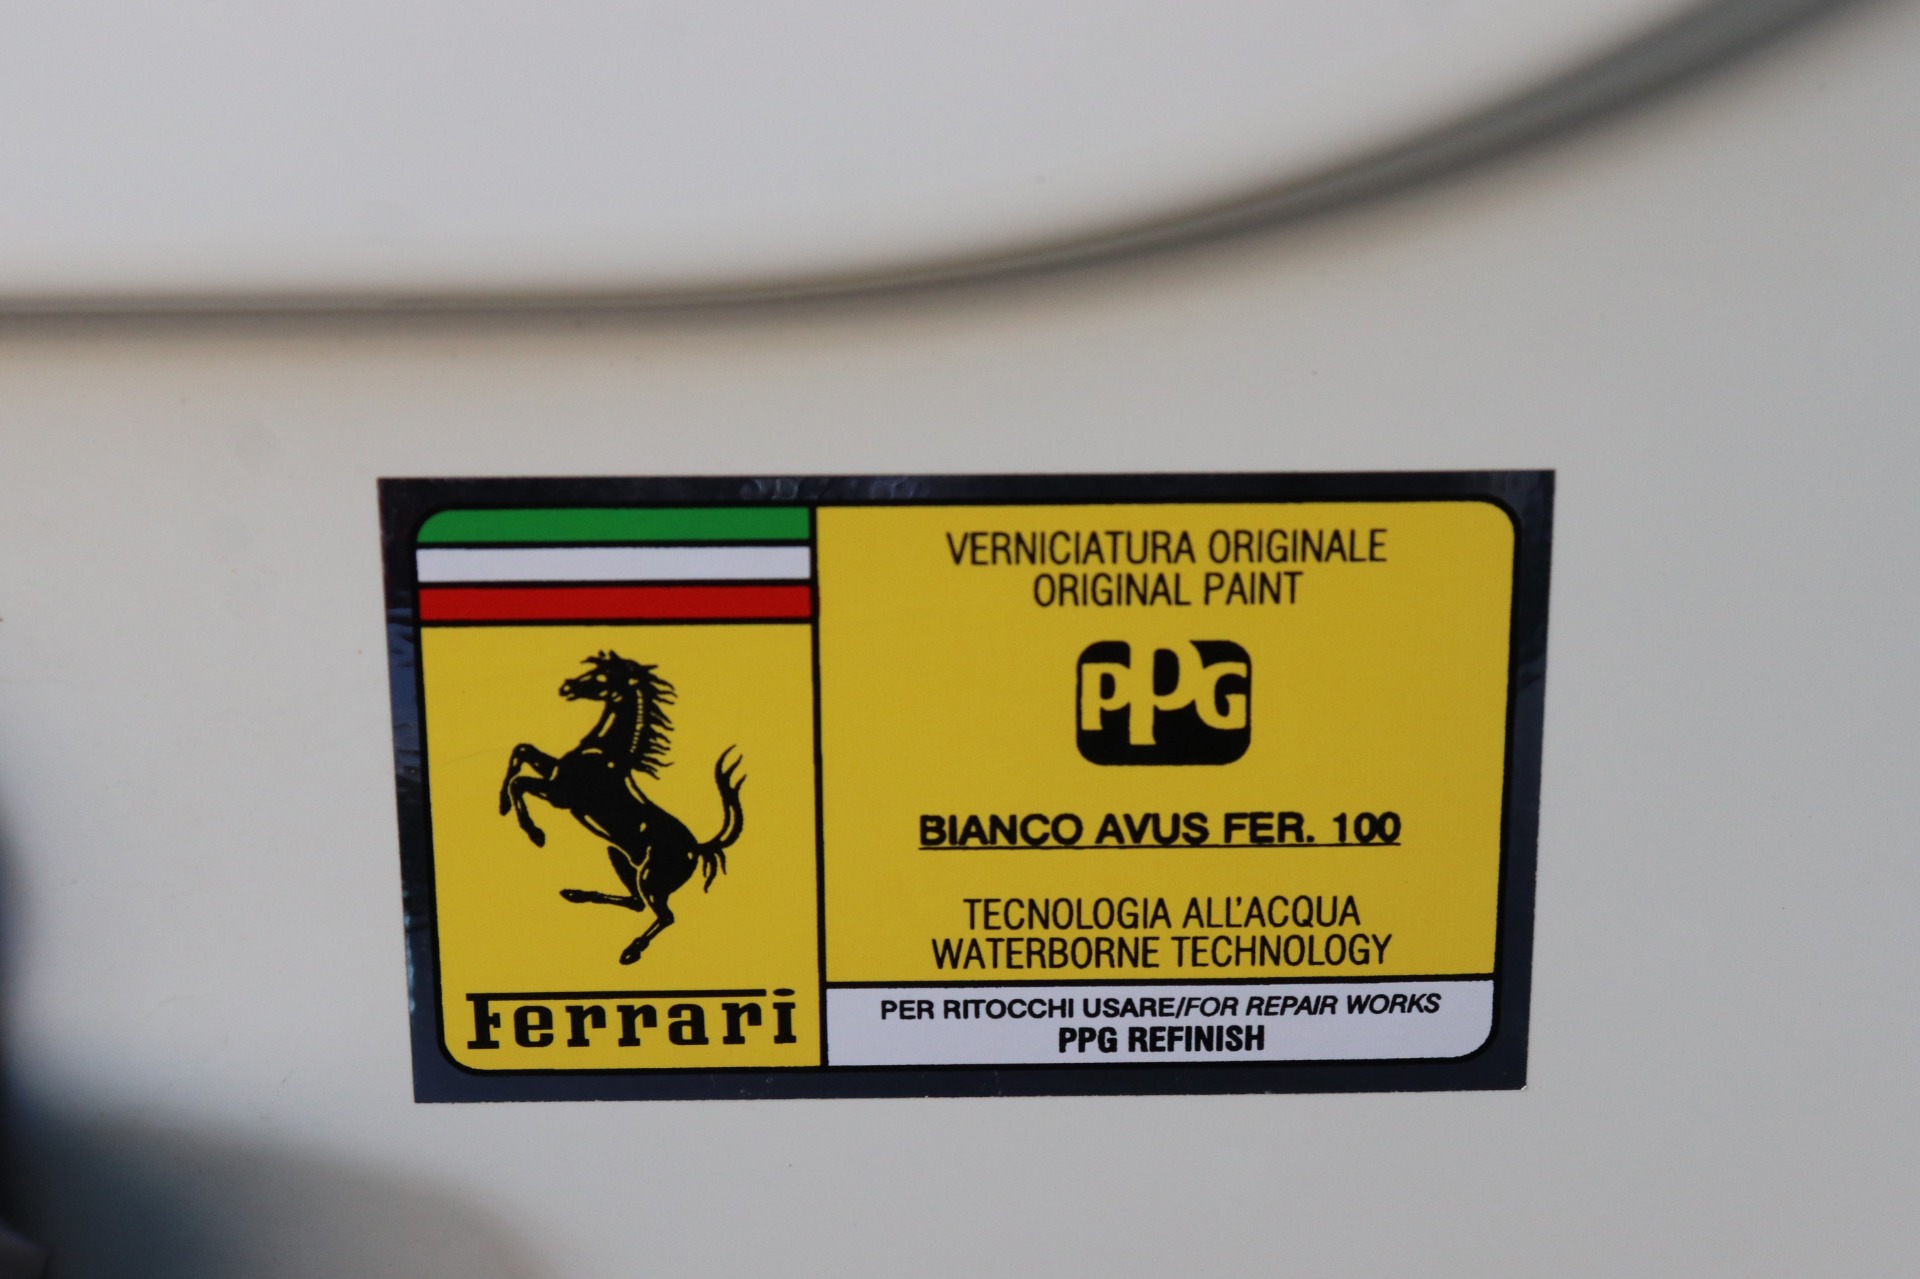 Ferrari
VERNICIATURA ORIGINALE
ORIGINAL PAINT
PPG
BIANCO AVUS FER. 100
TECNOLOGIA ALL'ACQUA
WATERBORNE TECHNOLOGY
PER RITOCCHI USARE/FOR REPAIR WORKS
PPG REFINISH